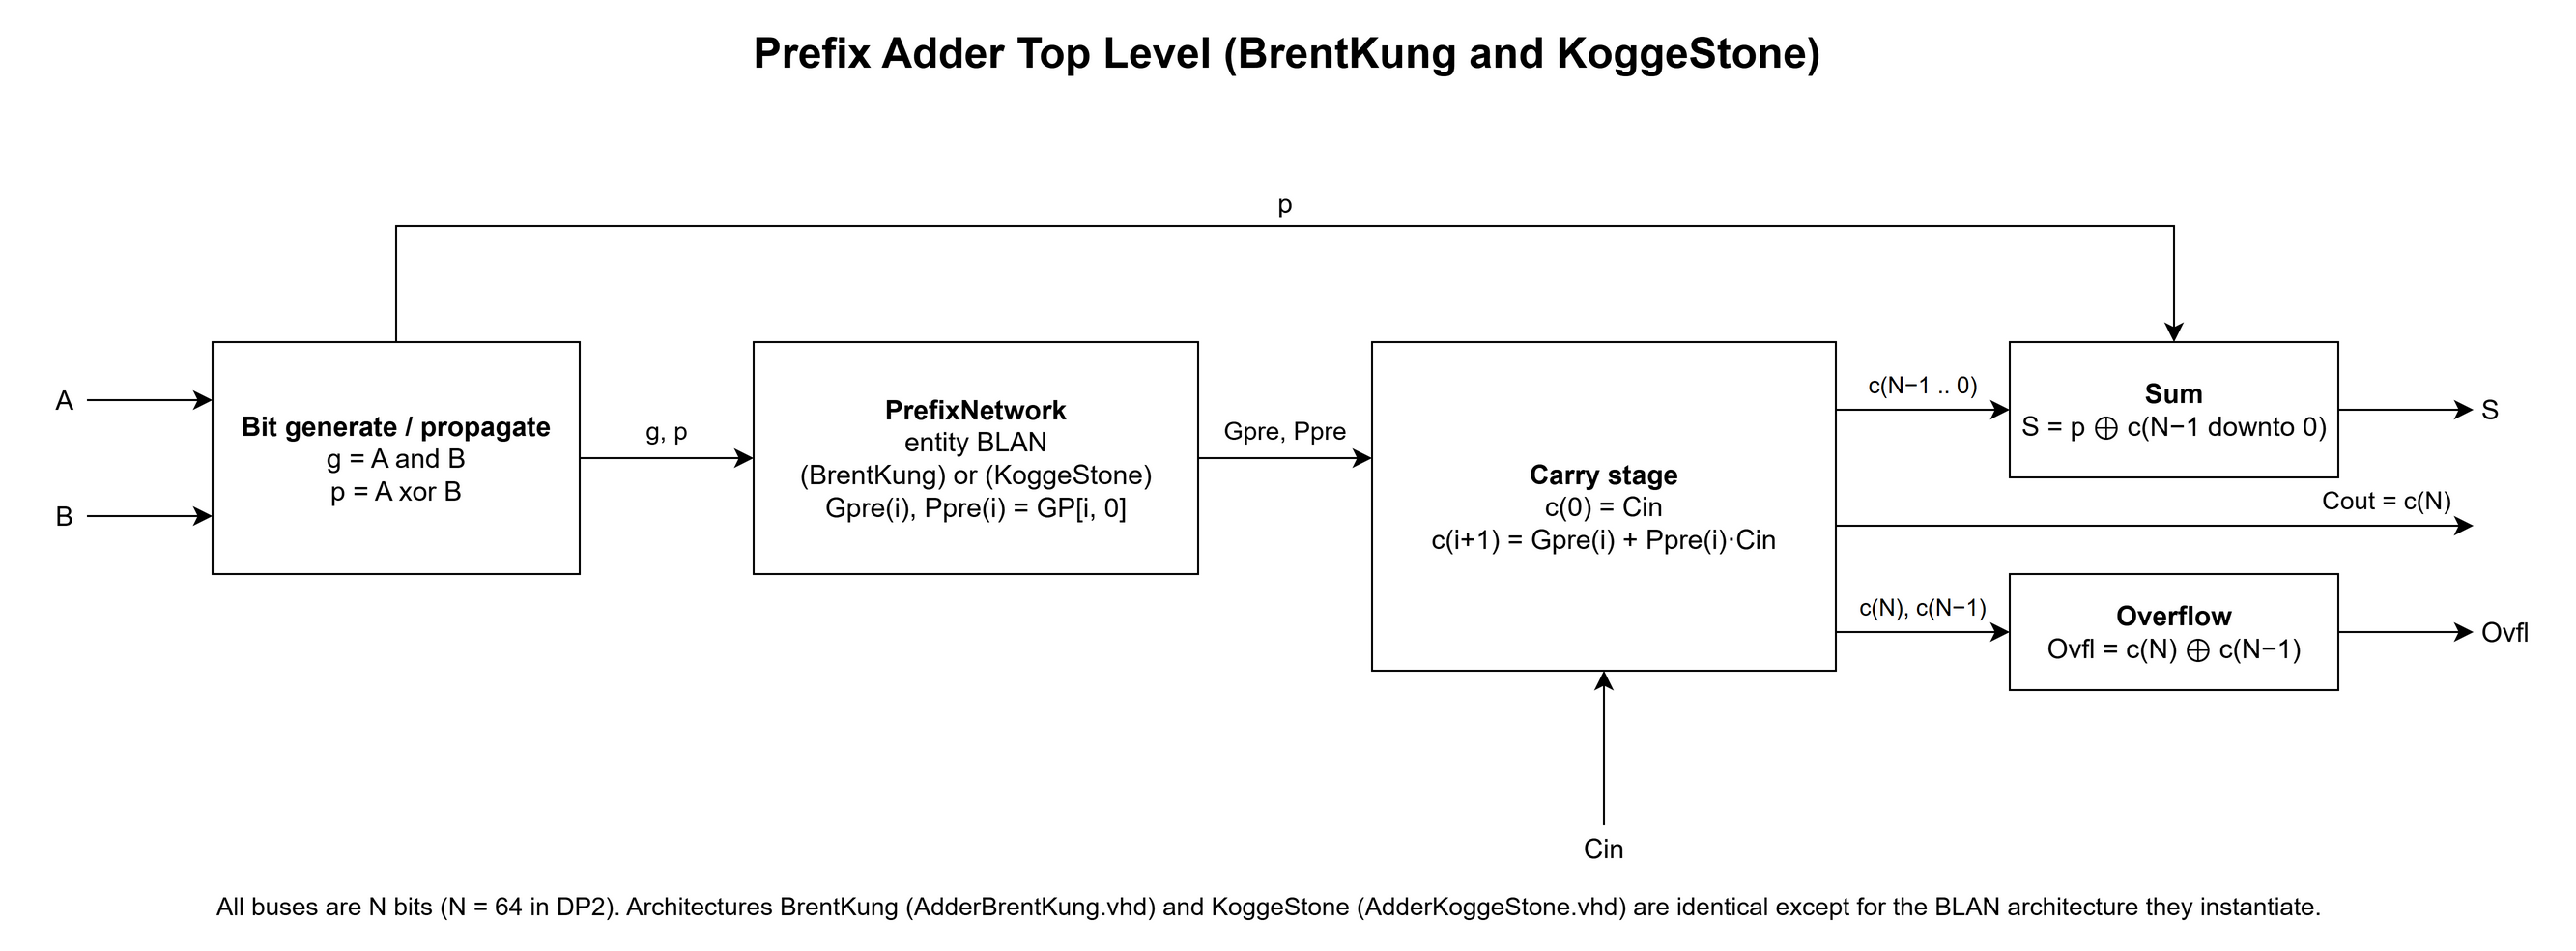 Prefix Adder Top Level (BrentKung and KoggeStone)
p
A
B
Bit generate / propagate
g = A and B
p = A xor B
g, p
PrefixNetwork
entity BLAN
(BrentKung) or (KoggeStone)
Gpre(i), Ppre(i) = GP[i, 0]
Gpre, Ppre
Carry stage
c(0) = Cin
c(i+1) = Gpre(i) + Ppre(i)·Cin
c(N−1 .. 0)
Sum
S = p ⊕ c(N−1 downto 0)
S
Cout = c(N)
c(N), c(N−1)
Overflow
Ovfl = c(N) ⊕ c(N−1)
Ovfl
Cin
All buses are N bits (N = 64 in DP2). Architectures BrentKung (AdderBrentKung.vhd) and KoggeStone (AdderKoggeStone.vhd) are identical except for the BLAN architecture they instantiate.